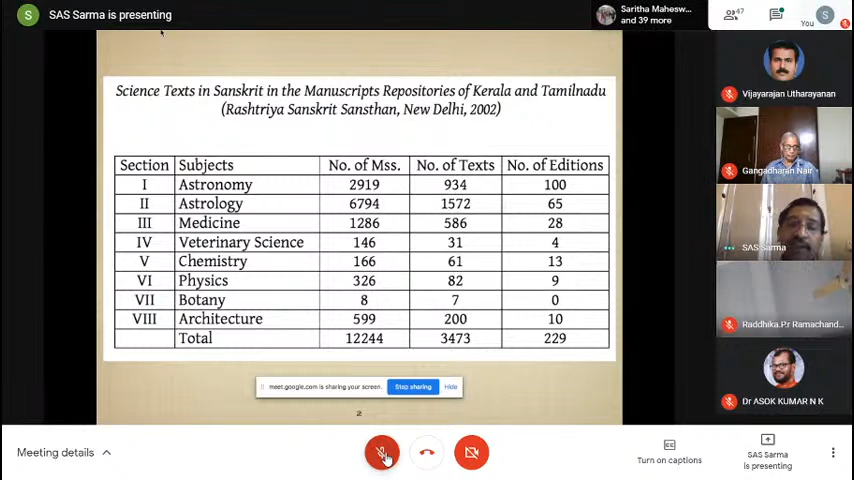 S SAS Sarma is presenting
Saritha Mahesw...
and 39 more
47
S
You
Science Texts in Sanskrit in the Manuscripts Repositories of Kerala and Tamilnadu
(Rashtriya Sanskrit Sansthan, New Delhi, 2002)
Section Subjects No. of Mss. No. of Texts No. of Editions
I Astronomy 2919 934 100
II Astrology 6794 1572 65
III Medicine 1286 586 28
IV Veterinary Science 146 31 4
V Chemistry 166 61 13
VI Physics 326 82 9
VII Botany 8 7 0
VIII Architecture 599 200 10
Total 12244 3473 229
meet.google.com is sharing your screen. Stop sharing Hide
2
Vijayarajan Utharayanan
Gangadharan Nair
SAS Sarma
Raddhika.P.r Ramachand...
Dr ASOK KUMAR N K
Meeting details
Turn on captions
SAS Sarma
is presenting